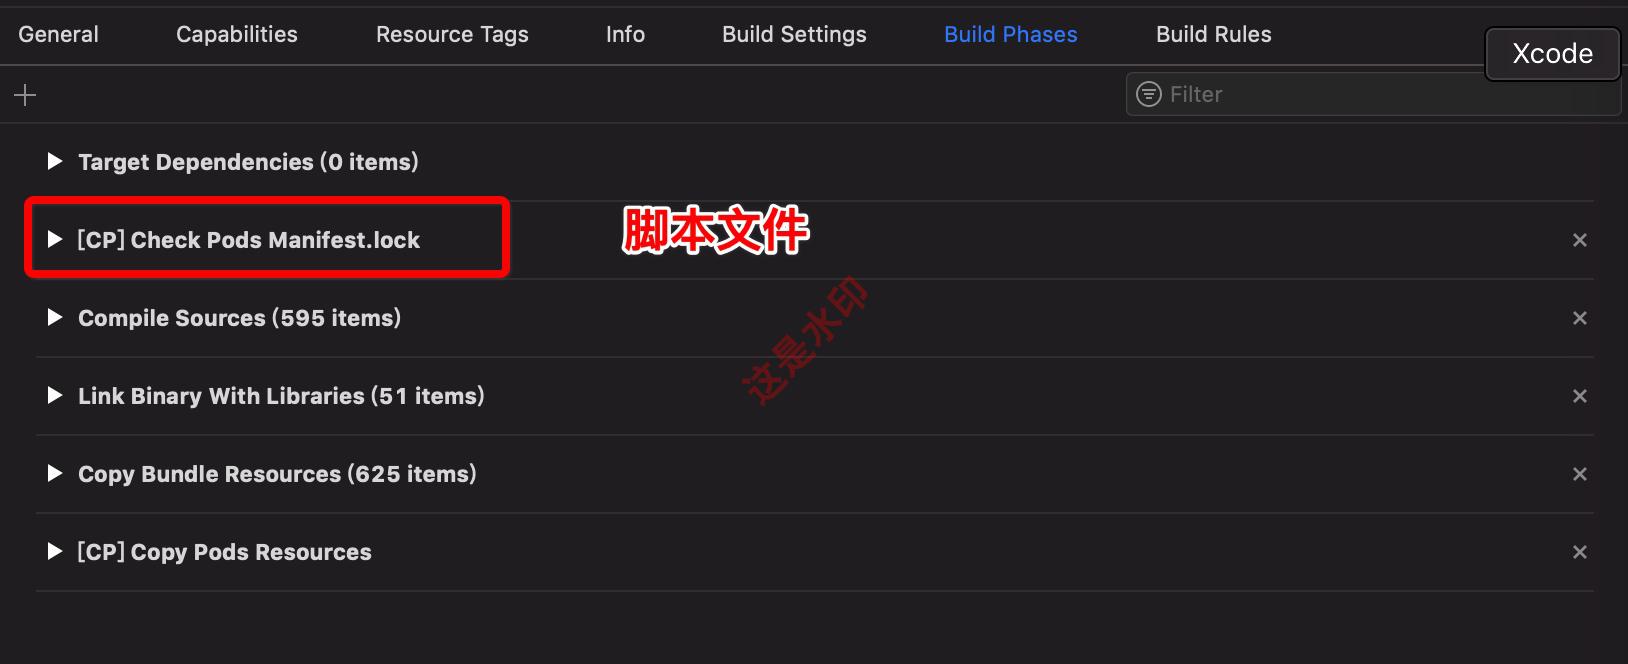 General Capabilities Resource Tags Info Build Settings Build Phases Build Rules
Xcode
Filter
Target Dependencies (0 items)
[CP] Check Pods Manifest.lock
脚本文件
Compile Sources (595 items)
这是水印
Link Binary With Libraries (51 items)
Copy Bundle Resources (625 items)
[CP] Copy Pods Resources